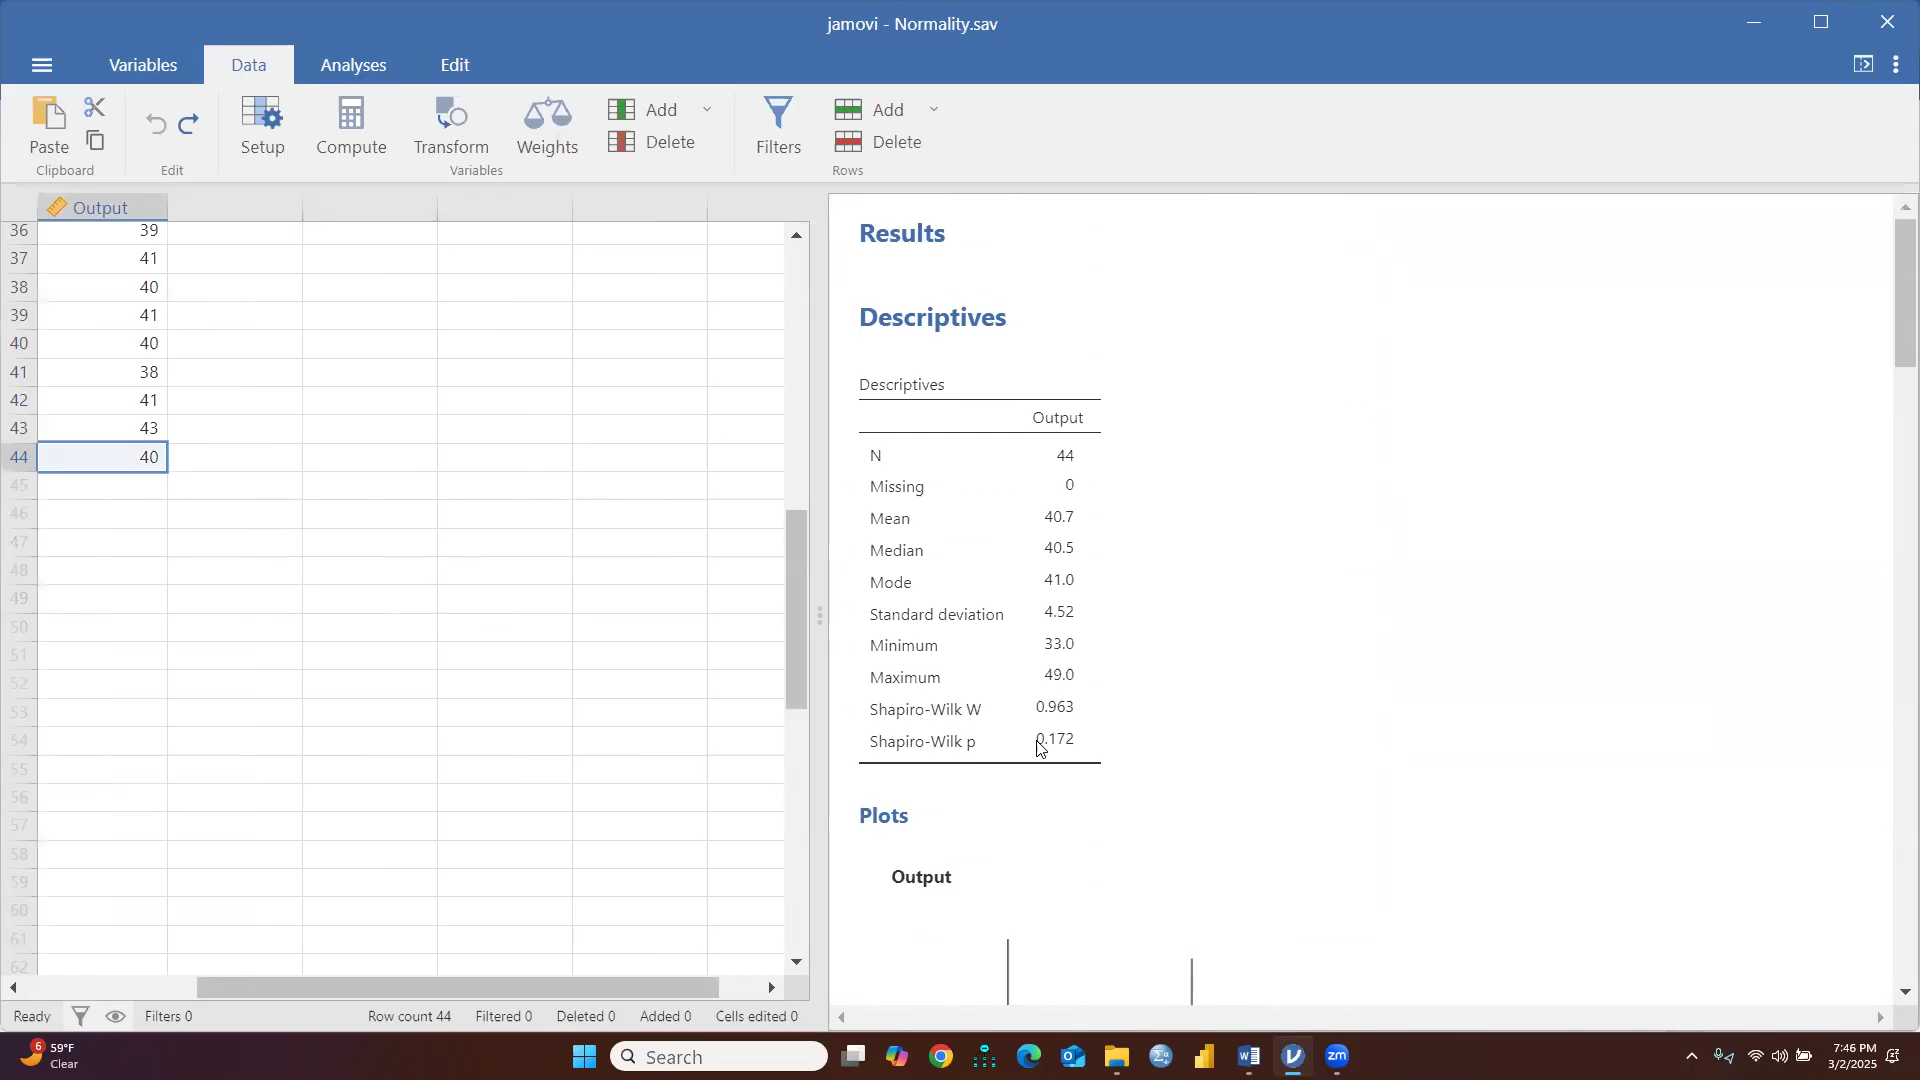 jamovi - Normality.sav
Variables Data Analyses Edit
Paste Setup Compute Transform Weights Add Delete Filters Add Delete
Clipboard Edit Variables Rows
Output
36 39
37 41
38 40
39 41
40 40
41 38
42 41
43 43
44 40
45
46
47
48
49
50
51
52
53
54
55
56
57
58
59
60
61
62
Ready Filters 0 Row count 44 Filtered 0 Deleted 0 Added 0 Cells edited 0
Results
Descriptives
Descriptives
Output
N 44
Missing 0
Mean 40.7
Median 40.5
Mode 41.0
Standard deviation 4.52
Minimum 33.0
Maximum 49.0
Shapiro-Wilk W 0.963
Shapiro-Wilk p 0.172
Plots
Output
6
59°F
Clear
Search
7:46 PM
3/2/2025